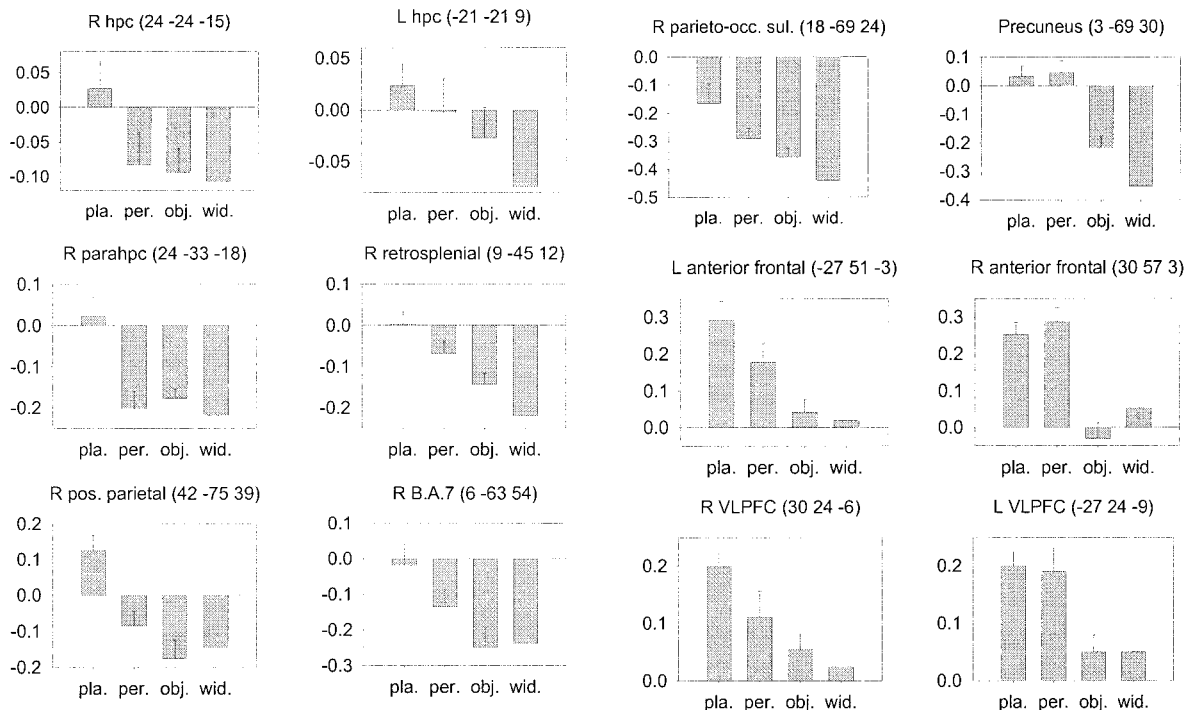 R hpc (24 -24 -15)
0.05
0.00
-0.05
-0.10
pla. per. obj. wid.
L hpc (-21 -21 9)
0.05
0.00
-0.05
pla. per. obj. wid.
R parieto-occ. sul. (18 -69 24)
0.0
-0.1
-0.2
-0.3
-0.4
-0.5
pla. per. obj. wid.
Precuneus (3 -69 30)
0.1
0.0
-0.1
-0.2
-0.3
-0.4
pla. per. obj. wid.
R parahpc (24 -33 -18)
0.1
0.0
-0.1
-0.2
pla. per. obj. wid.
R retrosplenial (9 -45 12)
0.1
0.0
-0.1
-0.2
pla. per. obj. wid.
L anterior frontal (-27 51 -3)
0.3
0.2
0.1
0.0
pla. per. obj. wid.
R anterior frontal (30 57 3)
0.3
0.2
0.1
0.0
pla. per. obj. wid.
R pos. parietal (42 -75 39)
0.2
0.1
0.0
-0.1
-0.2
pla. per. obj. wid.
R B.A.7 (6 -63 54)
0.1
0.0
-0.1
-0.2
-0.3
pla. per. obj. wid.
R VLPFC (30 24 -6)
0.2
0.1
0.0
pla. per. obj. wid.
L VLPFC (-27 24 -9)
0.2
0.1
0.0
pla. per. obj. wid.